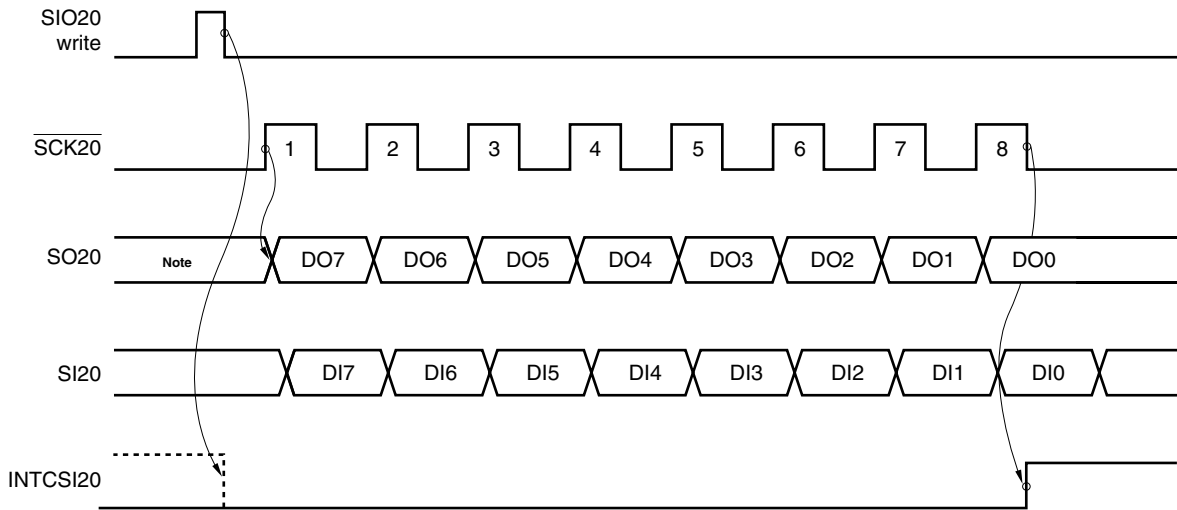 SIO20
write
SCK20
1 2 3 4 5 6 7 8
SO20
Note DO7 DO6 DO5 DO4 DO3 DO2 DO1 DO0
SI20
DI7 DI6 DI5 DI4 DI3 DI2 DI1 DI0
INTCSI20